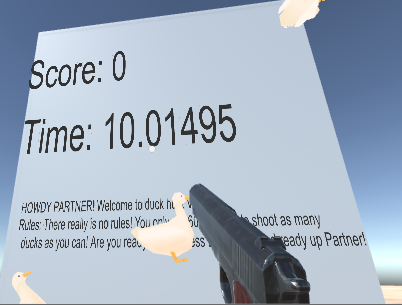 Score: 0
Time: 10.01495
HOWDY PARTNER! Welcome to duck
Rules: There really is no rules! You only to shoot as many
ducks as you can! Are you ready up Partner!